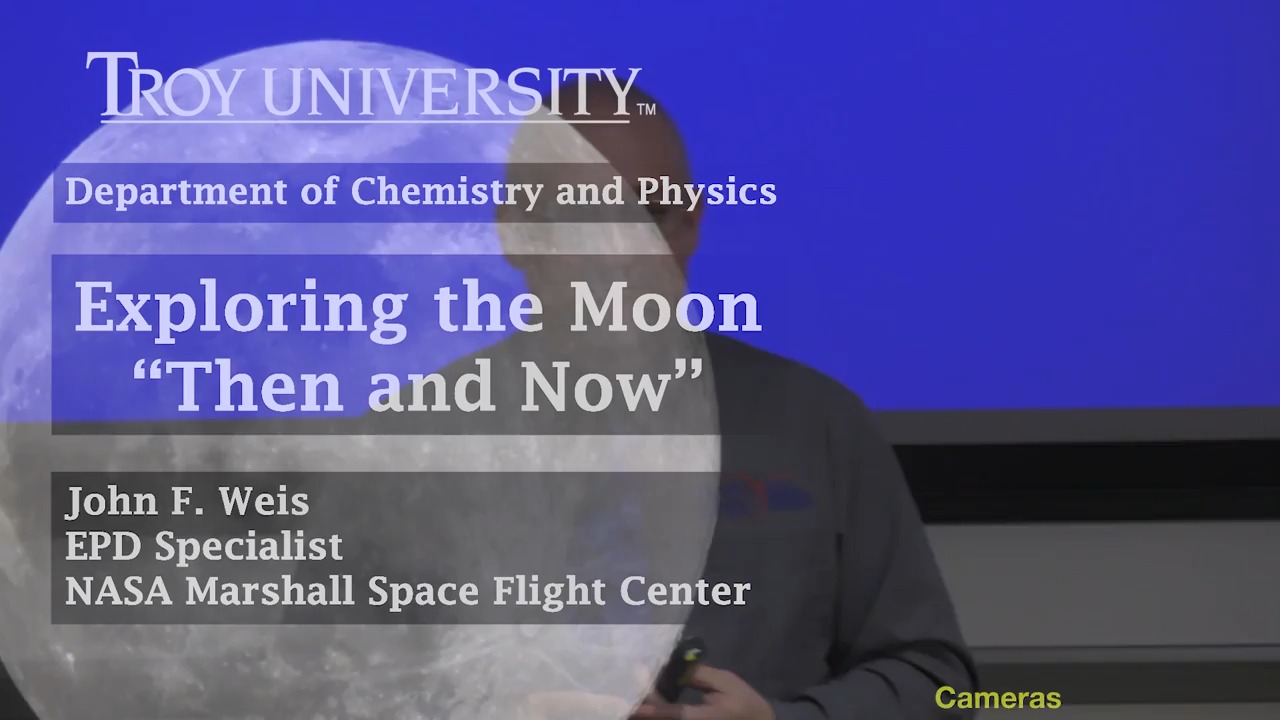 TROY UNIVERSITY™
Department of Chemistry and Physics
Exploring the Moon
“Then and Now”
John F. Weis
EPD Specialist
NASA Marshall Space Flight Center
Cameras